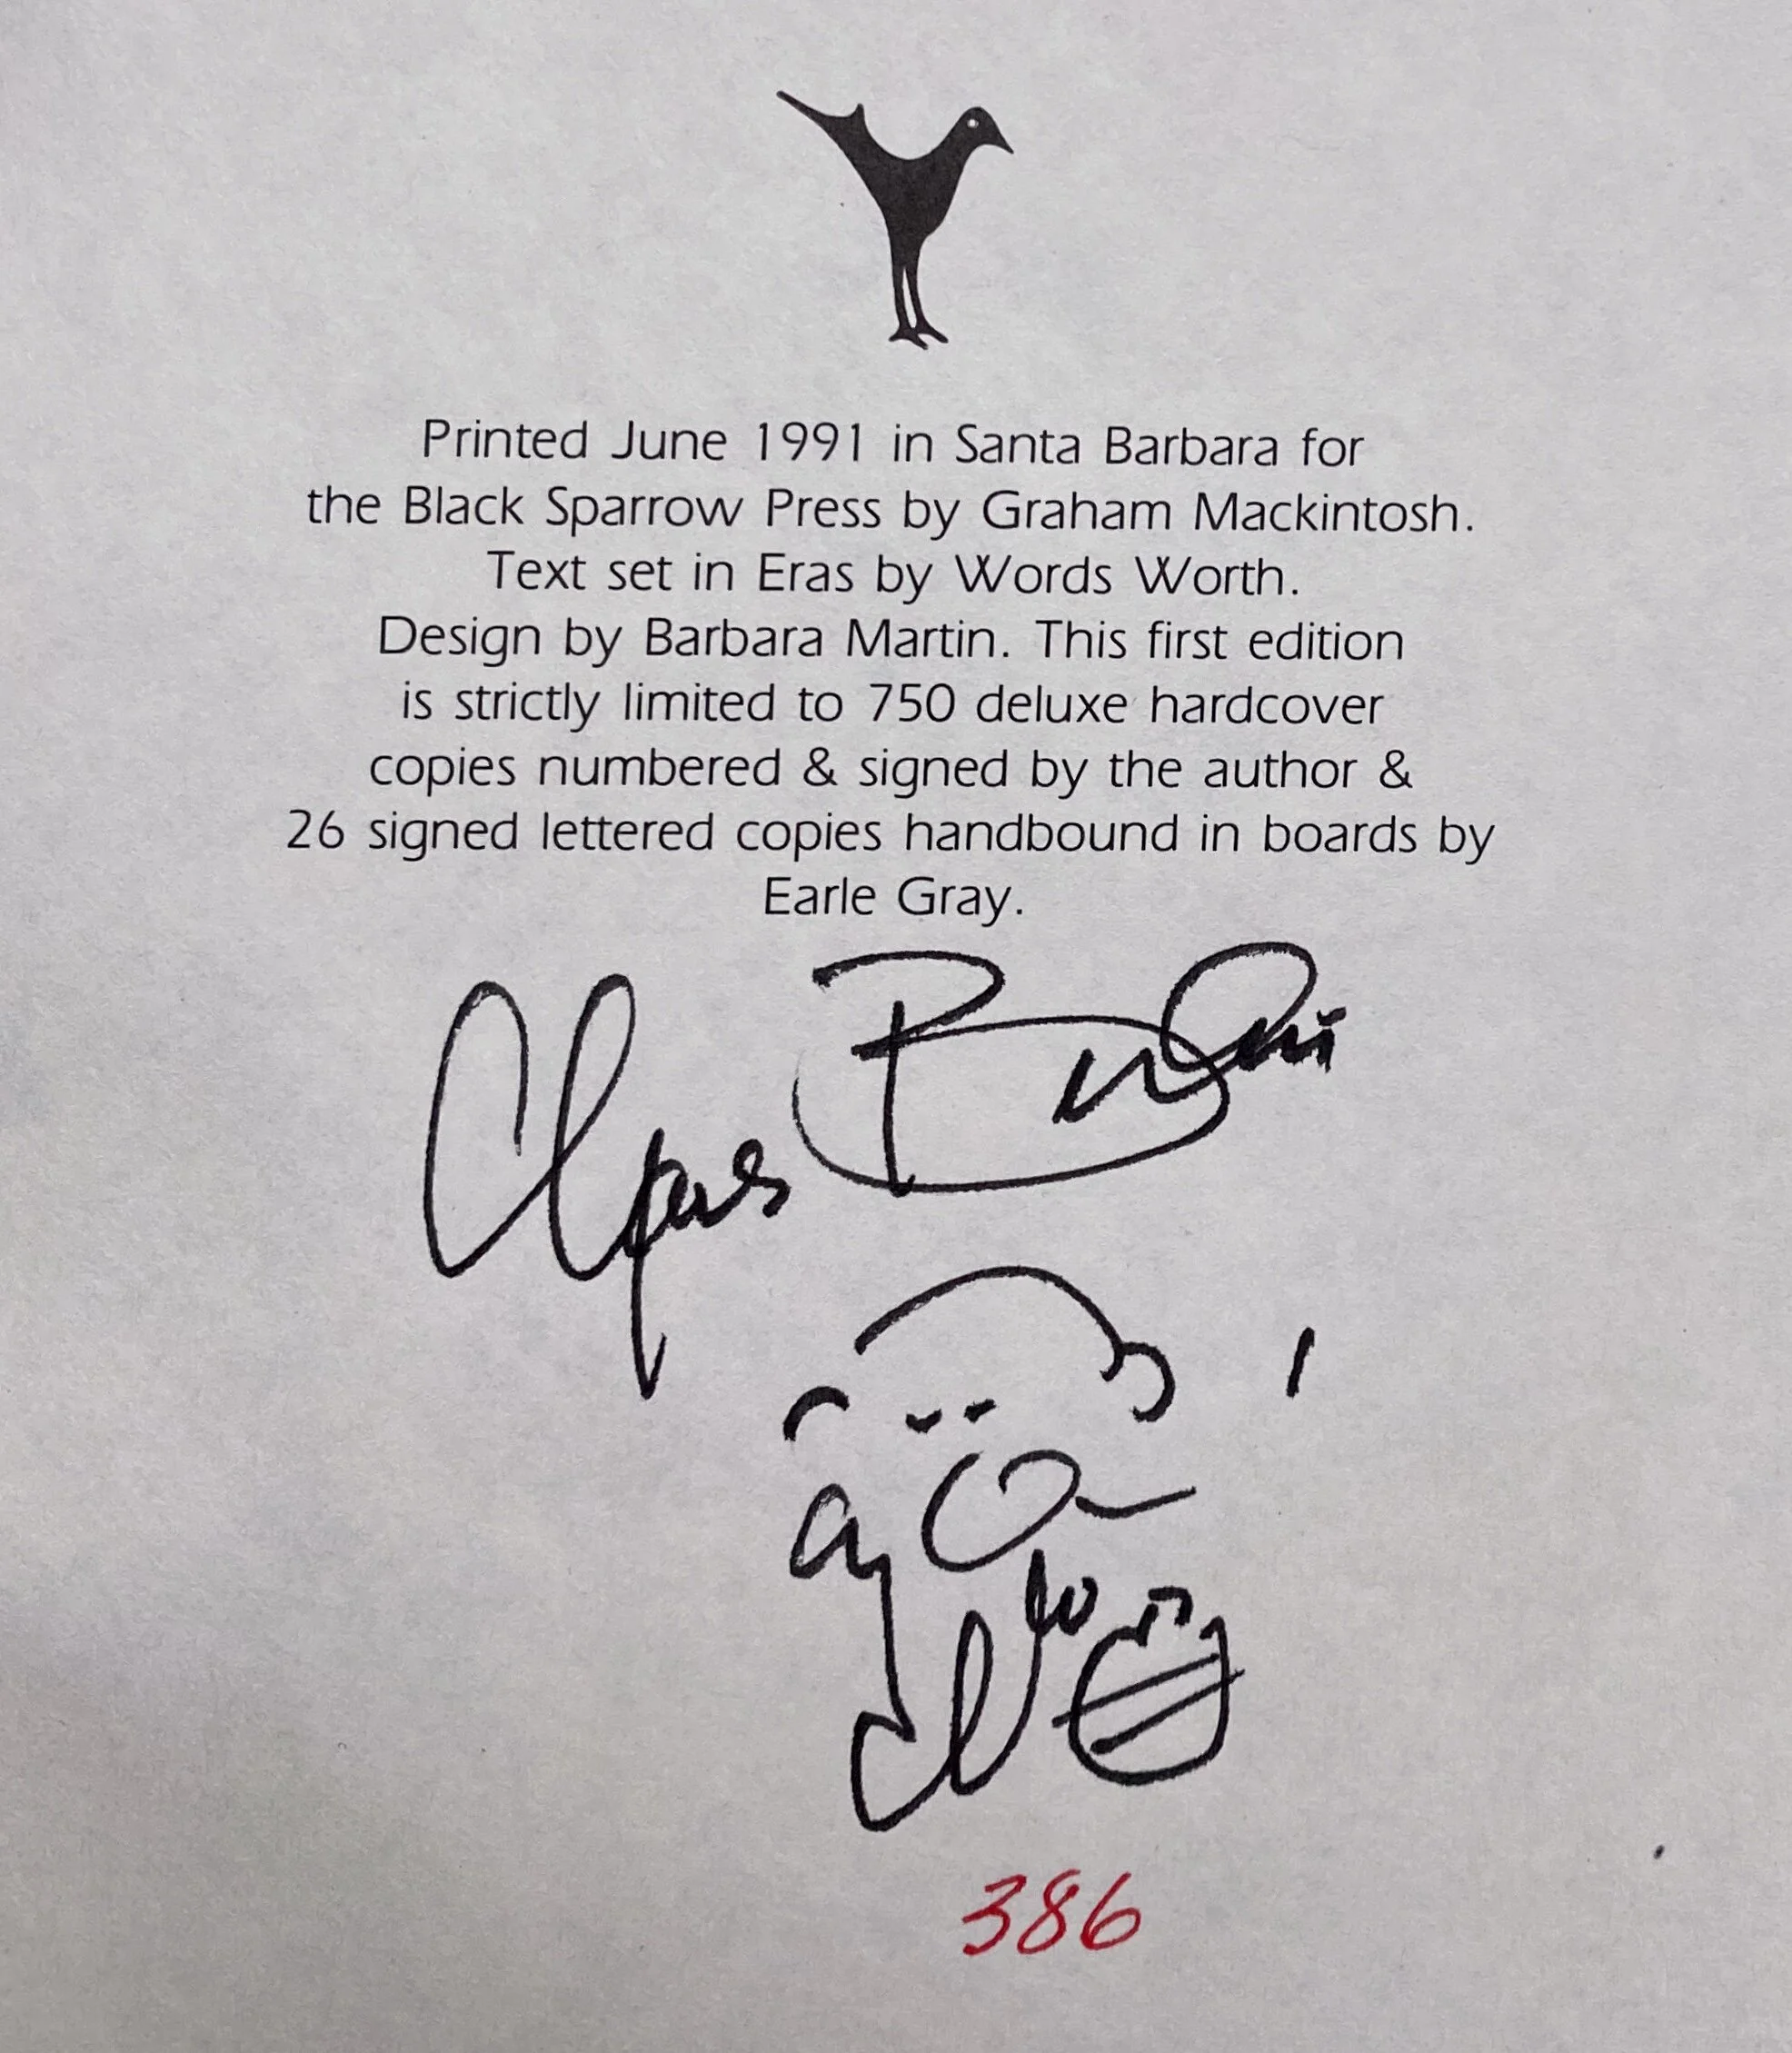 Printed June 1991 in Santa Barbara for
the Black Sparrow Press by Graham Mackintosh.
Text set in Eras by Words Worth.
Design by Barbara Martin. This first edition
is strictly limited to 750 deluxe hardcover
copies numbered & signed by the author &
26 signed lettered copies handbound in boards by
Earle Gray.
386